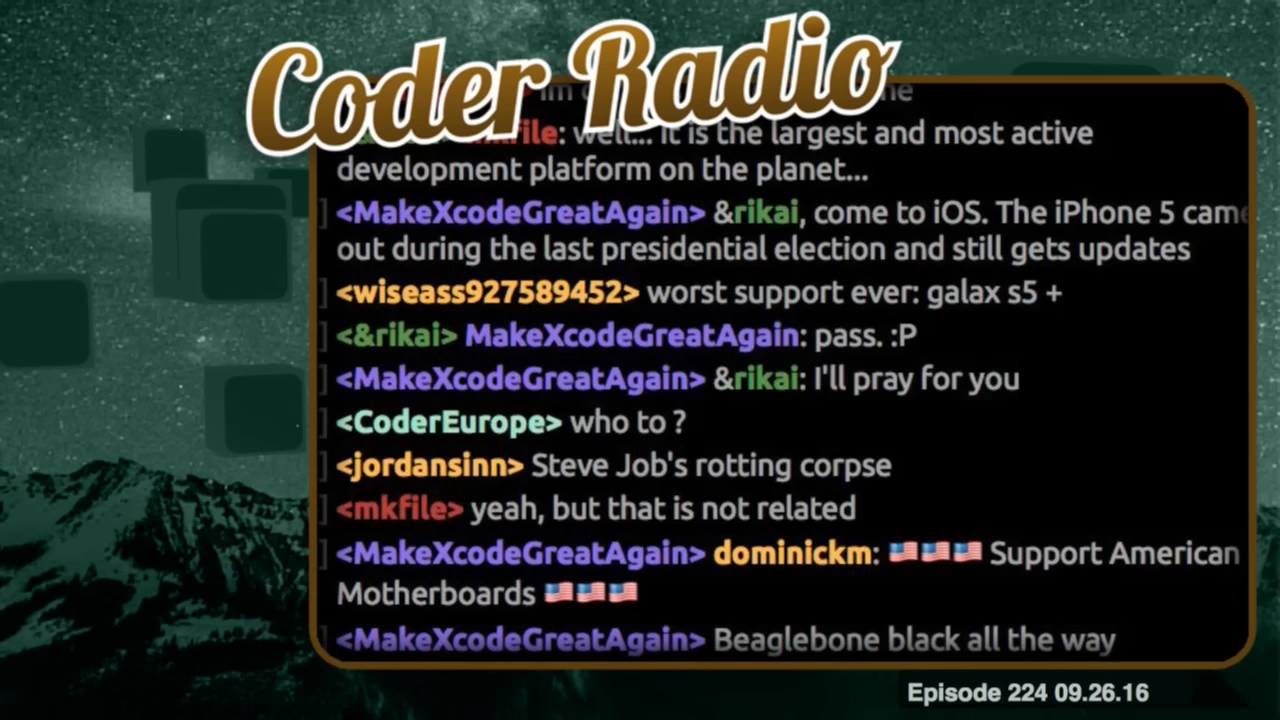 Coder Radio
im
file: well... it is the largest and most active
development platform on the planet...
<MakeXcodeGreatAgain> &rikai, come to iOS. The iPhone 5 came
out during the last presidential election and still gets updates
<wiseass927589452> worst support ever: galax s5 +
<&rikai> MakeXcodeGreatAgain: pass. :P
<MakeXcodeGreatAgain> &rikai: I'll pray for you
<CoderEurope> who to ?
<jordansinn> Steve Job's rotting corpse
<mkfile> yeah, but that is not related
<MakeXcodeGreatAgain> dominickm: 🇺🇸🇺🇸🇺🇸 Support American
Motherboards 🇺🇸🇺🇸🇺🇸
<MakeXcodeGreatAgain> Beaglebone black all the way
Episode 224 09.26.16